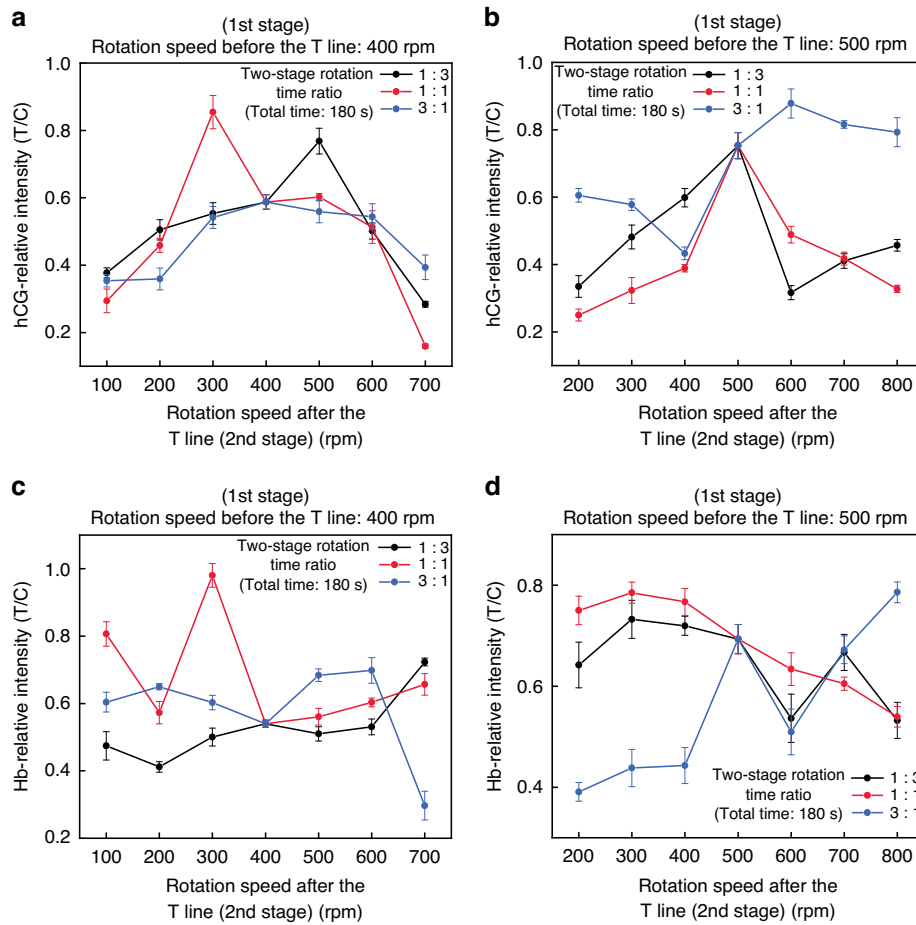 a
(1st stage)
Rotation speed before the T line: 400 rpm
Two-stage rotation
time ratio
(Total time: 180 s)
1 : 3
1 : 1
3 : 1
hCG-relative intensity (T/C)
1.0
0.8
0.6
0.4
0.2
100 200 300 400 500 600 700
Rotation speed after the
T line (2nd stage) (rpm)
b
(1st stage)
Rotation speed before the T line: 500 rpm
Two-stage rotation
time ratio
(Total time: 180 s)
1 : 3
1 : 1
3 : 1
hCG-relative intensity (T/C)
1.0
0.8
0.6
0.4
0.2
200 300 400 500 600 700 800
Rotation speed after the
T line (2nd stage) (rpm)
c
(1st stage)
Rotation speed before the T line: 400 rpm
Two-stage rotation
time ratio
(Total time: 180 s)
1 : 3
1 : 1
3 : 1
Hb-relative intensity (T/C)
1.0
0.8
0.6
0.4
0.2
100 200 300 400 500 600 700
Rotation speed after the
T line (2nd stage) (rpm)
d
(1st stage)
Rotation speed before the T line: 500 rpm
Hb-relative intensity (T/C)
0.8
0.6
0.4
Two-stage rotation
time ratio
(Total time: 180 s)
1 : 3
1 : 1
3 : 1
200 300 400 500 600 700 800
Rotation speed after the
T line (2nd stage) (rpm)